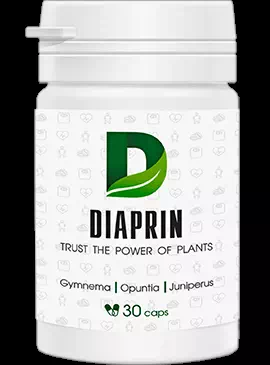 D
DIAPRIN
TRUST THE POWER OF PLANTS
Gymnema | Opuntia | Juniperus
30 caps